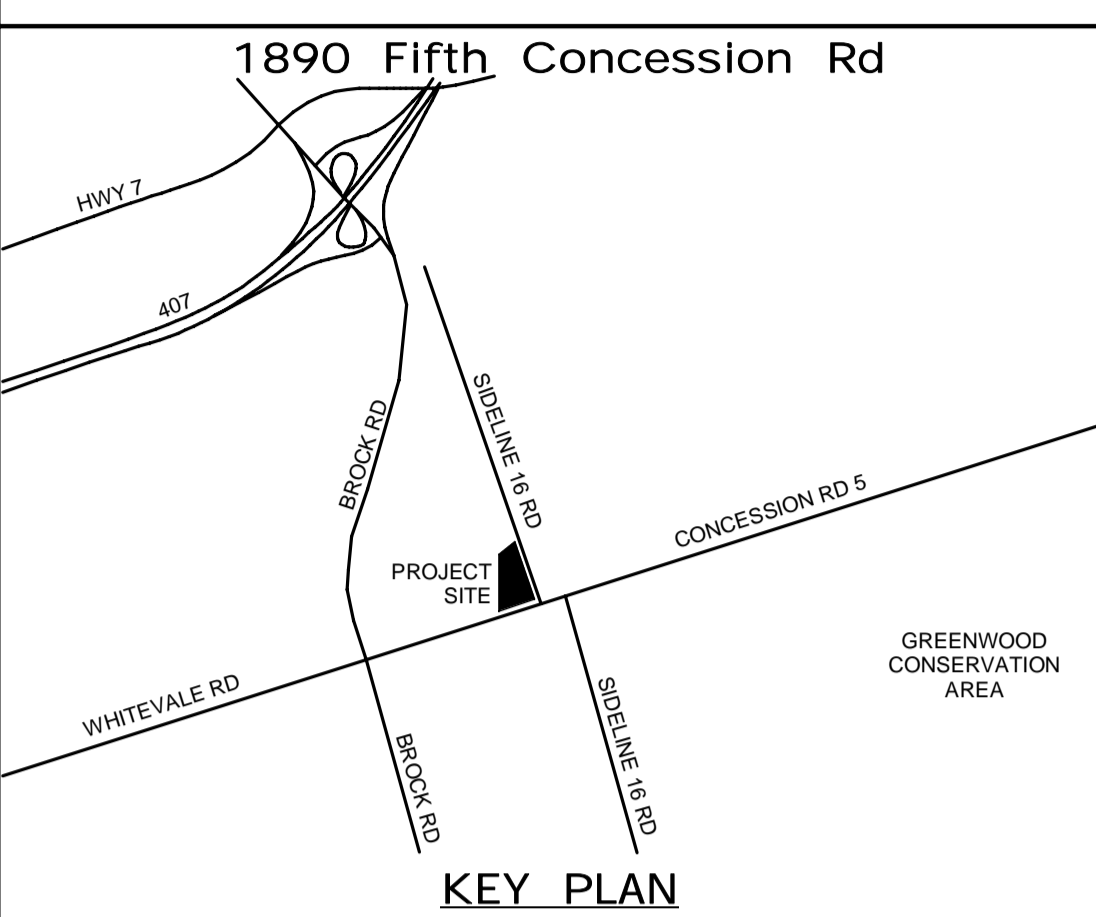 1890 Fifth Concession Rd
HWY 7
407
SIDELINE 16 RD
BROCK RD
CONCESSION RD 5
PROJECT
SITE
GREENWOOD
CONSERVATION
AREA
WHITEVALE RD
SIDELINE 16 RD
BROCK RD
KEY PLAN